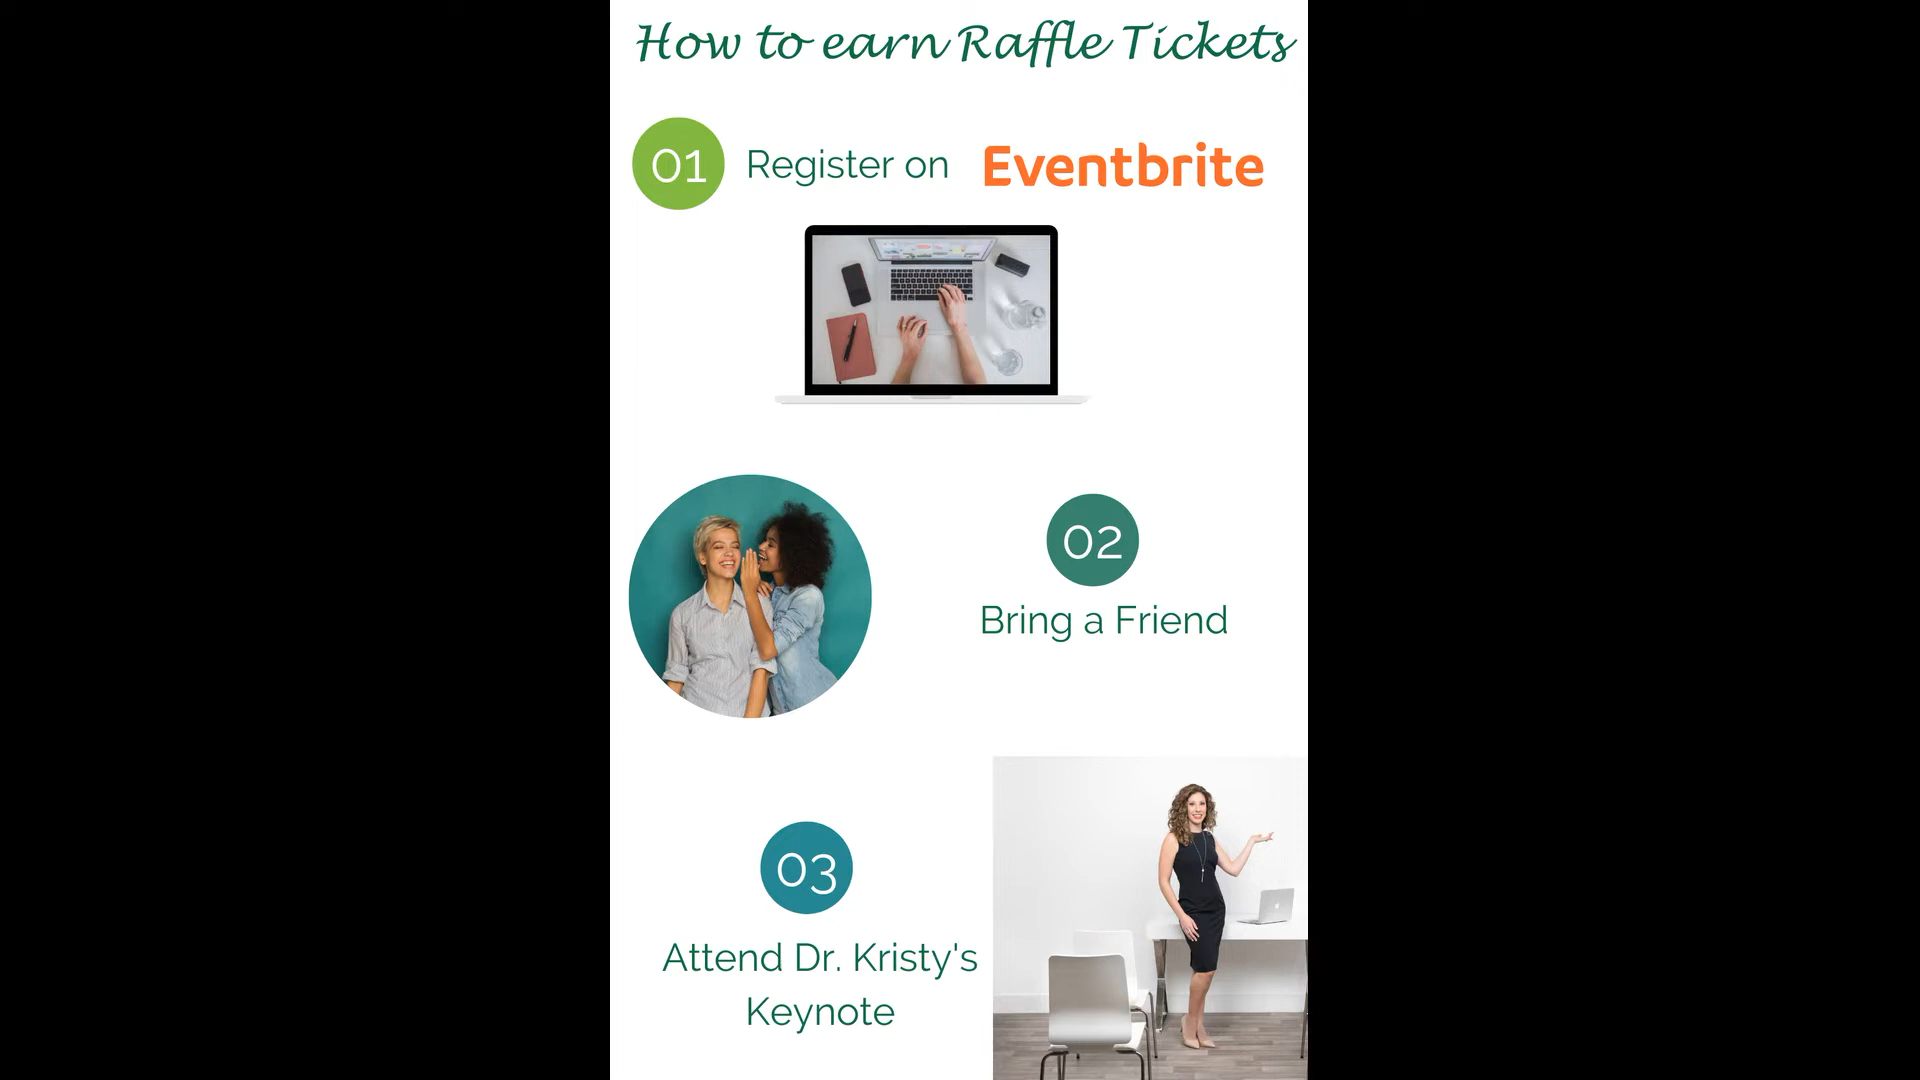 How to earn Raffle Tickets
01 Register on Eventbrite
02
Bring a Friend
03
Attend Dr. Kristy's
Keynote